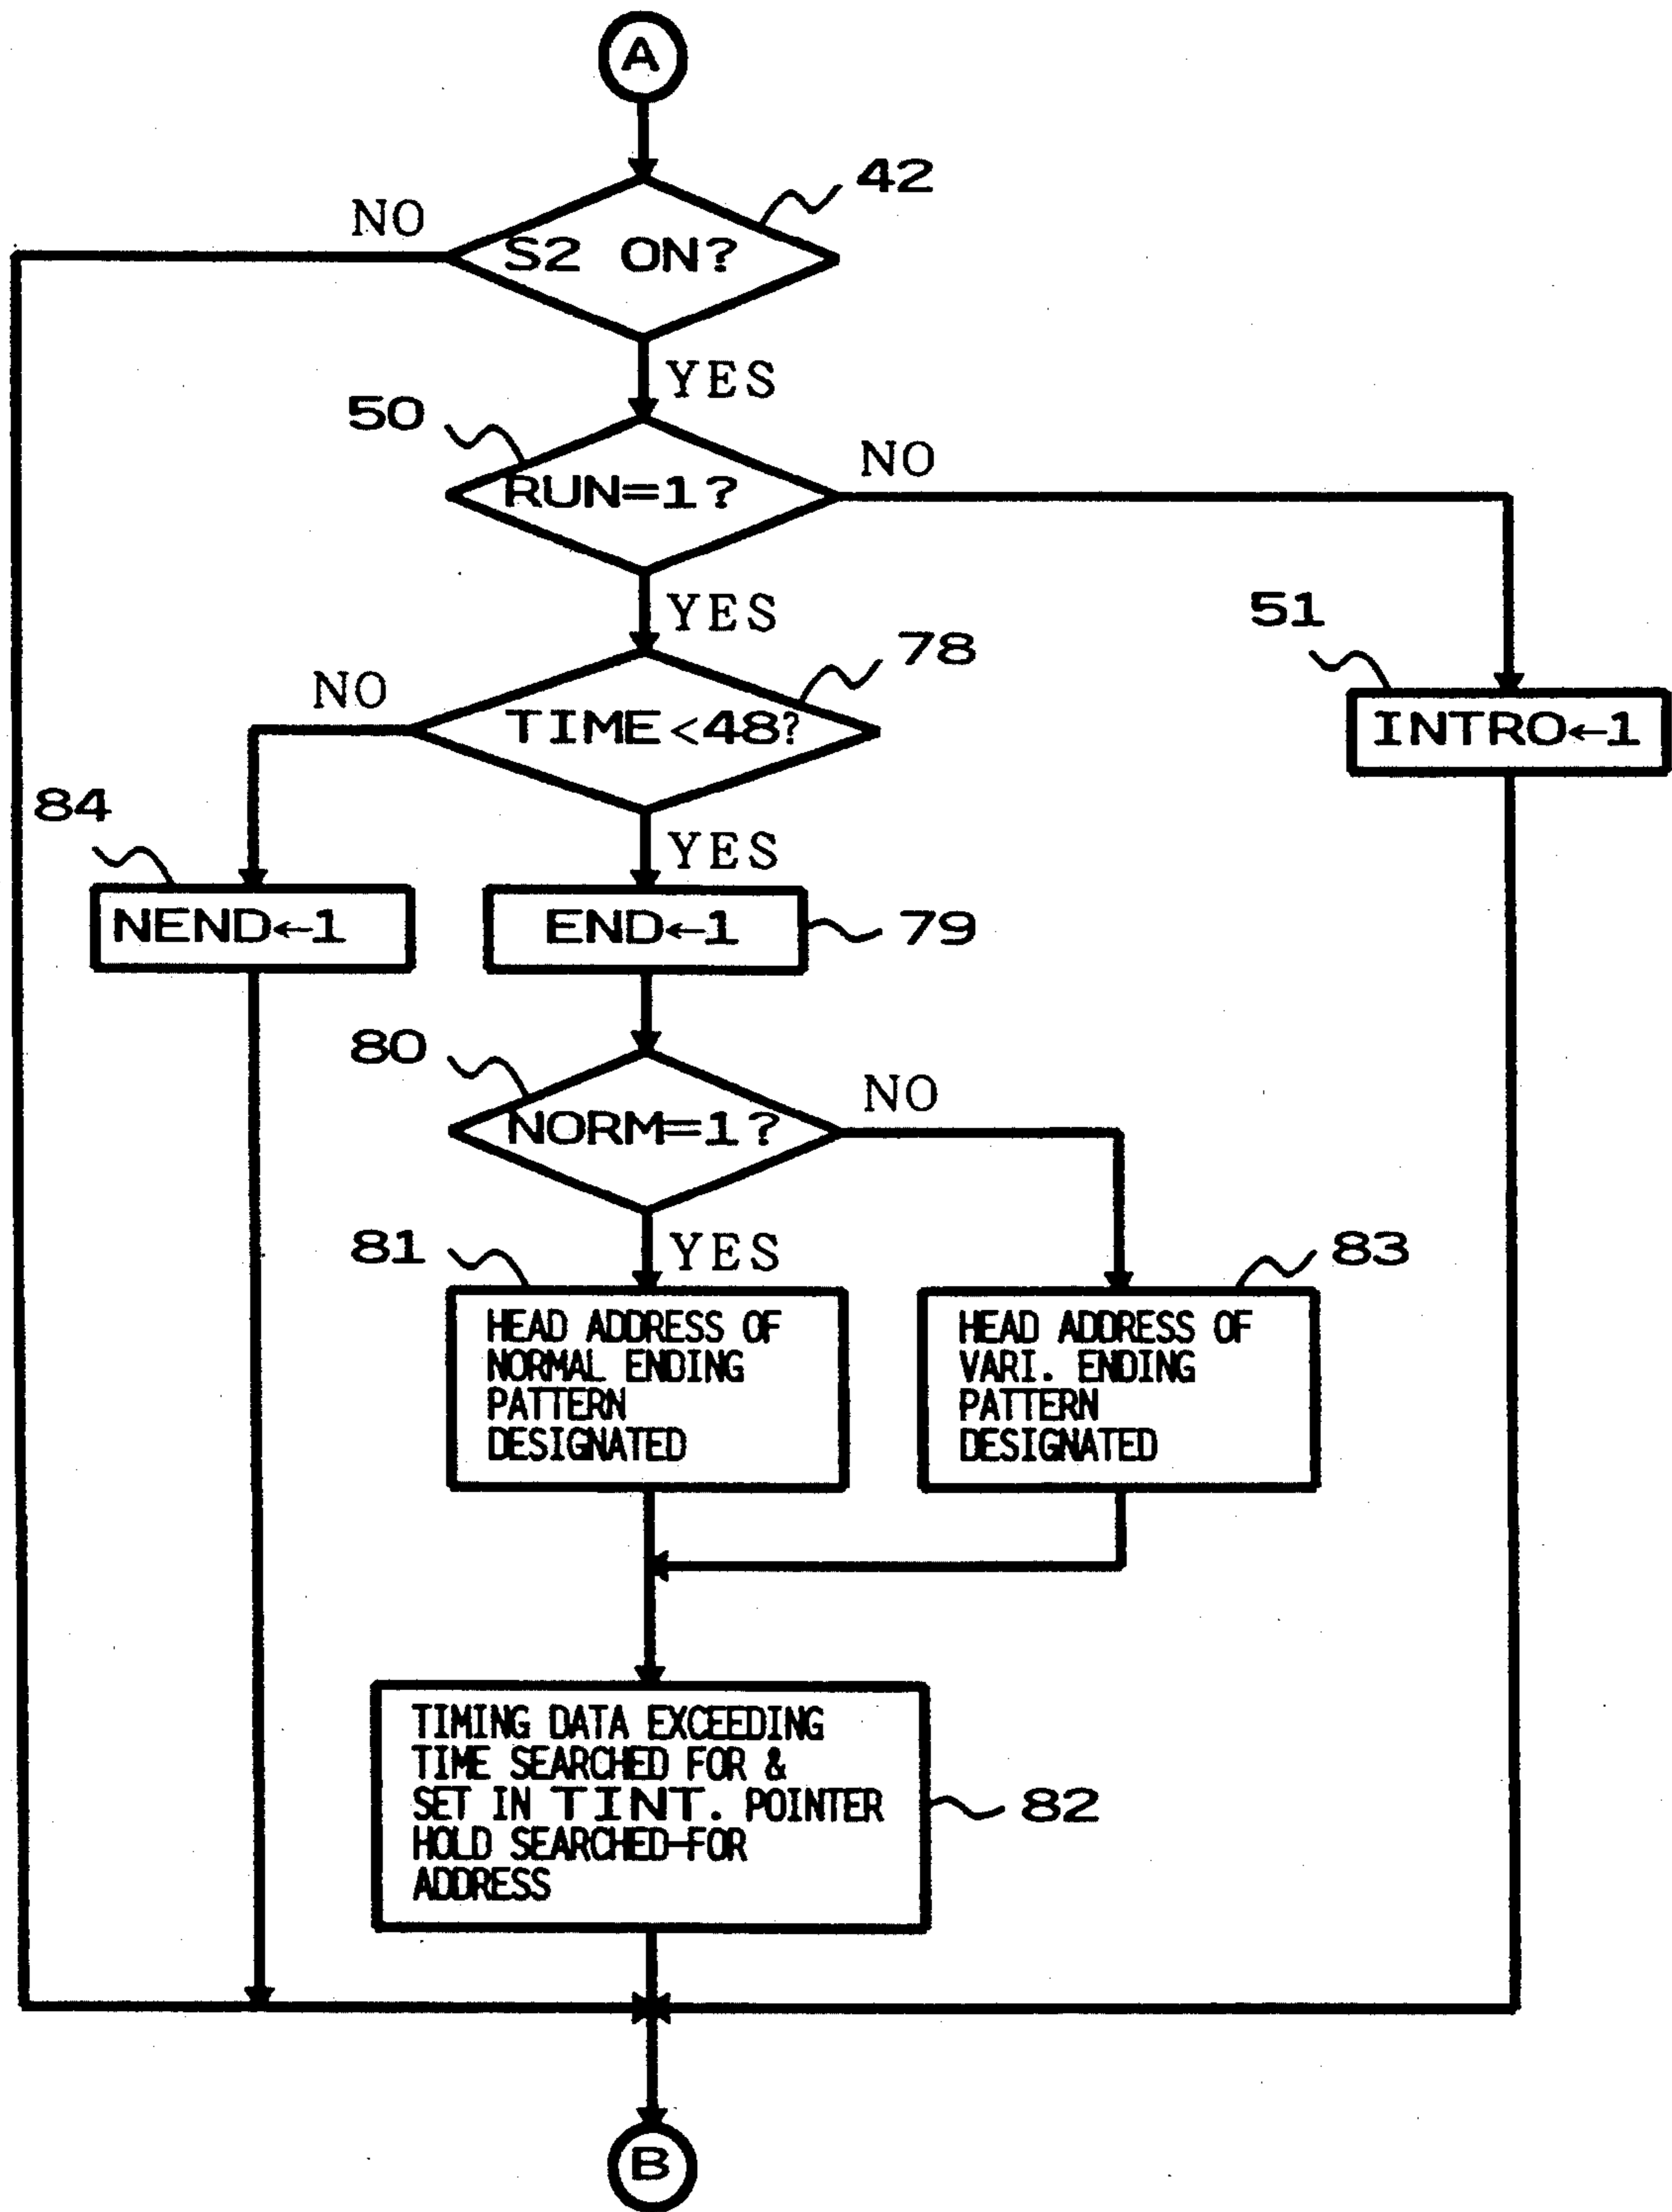 A
42
NO
S2 ON?
YES
50
NO
RUN=1?
YES
51
78
NO
TIME<48?
INTRO←1
84
YES
NEND←1
END←1
79
80
NO
NORM=1?
81
YES
83
HEAD ADDRESS OF
NORMAL ENDING
PATTERN
DESIGNATED
HEAD ADDRESS OF
VARI. ENDING
PATTERN
DESIGNATED
TIMING DATA EXCEEDING
TIME SEARCHED FOR &
SET IN TINT. POINTER
HOLD SEARCHED-FOR
ADDRESS
82
B